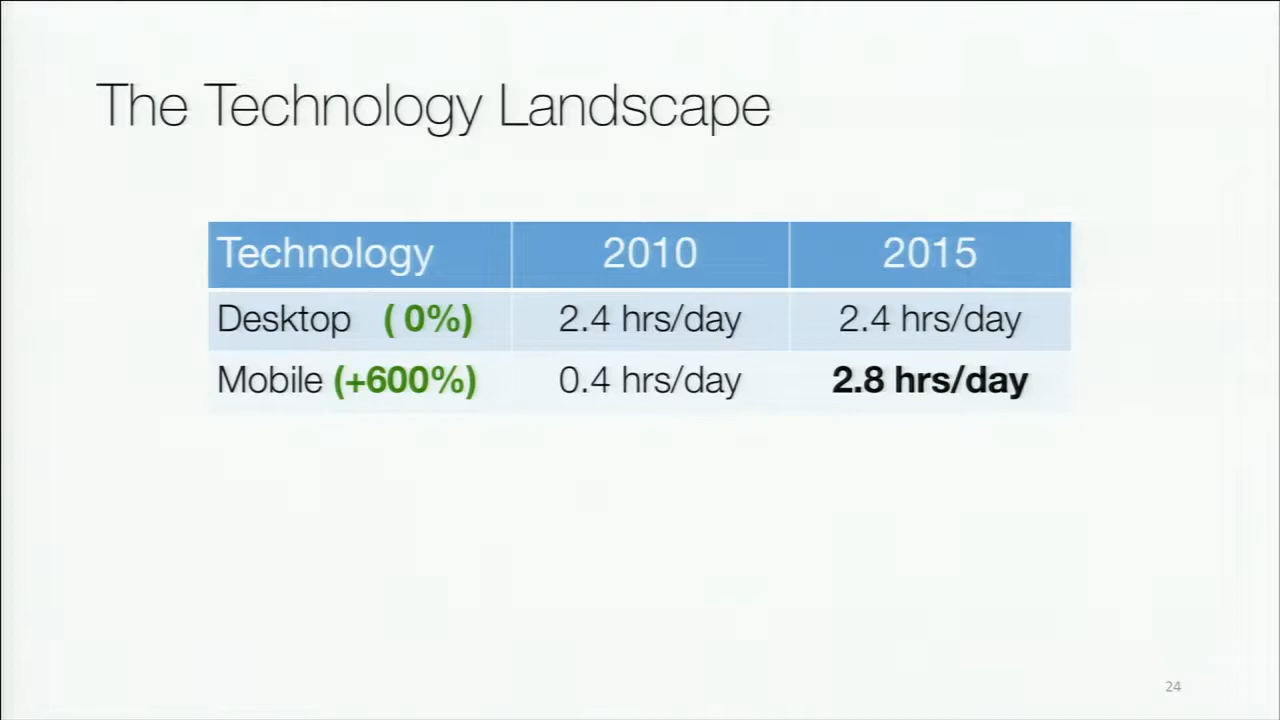 The Technology Landscape
Technology 2010 2015
Desktop ( 0%) 2.4 hrs/day 2.4 hrs/day
Mobile (+600%) 0.4 hrs/day 2.8 hrs/day
24